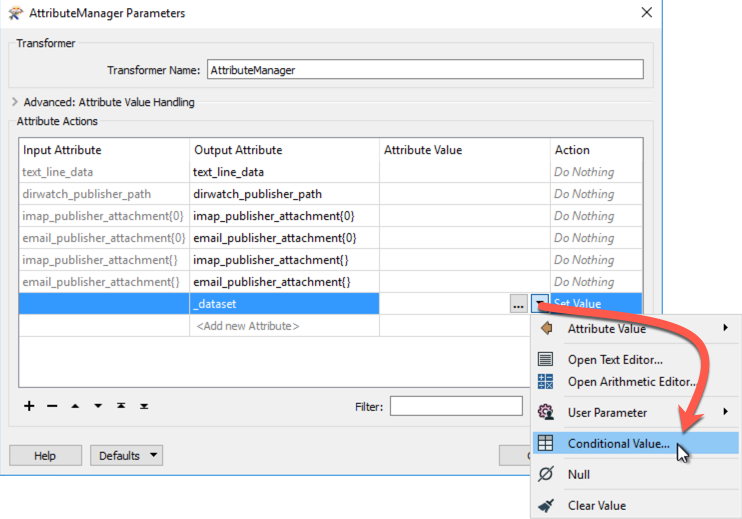 AttributeManager Parameters
Transformer
Transformer Name: AttributeManager
Advanced: Attribute Value Handling
Attribute Actions
Input Attribute Output Attribute Attribute Value Action
text_line_data text_line_data Do Nothing
dirwatch_publisher_path dirwatch_publisher_path Do Nothing
imap_publisher_attachment{0} imap_publisher_attachment{0} Do Nothing
email_publisher_attachment{0} email_publisher_attachment{0} Do Nothing
imap_publisher_attachment{} imap_publisher_attachment{} Do Nothing
email_publisher_attachment{} email_publisher_attachment{} Do Nothing
_dataset ... Set Value
<Add new Attribute>
Attribute Value
Open Text Editor...
Open Arithmetic Editor...
Filter:
User Parameter
Conditional Value...
Help Defaults
Null
Clear Value